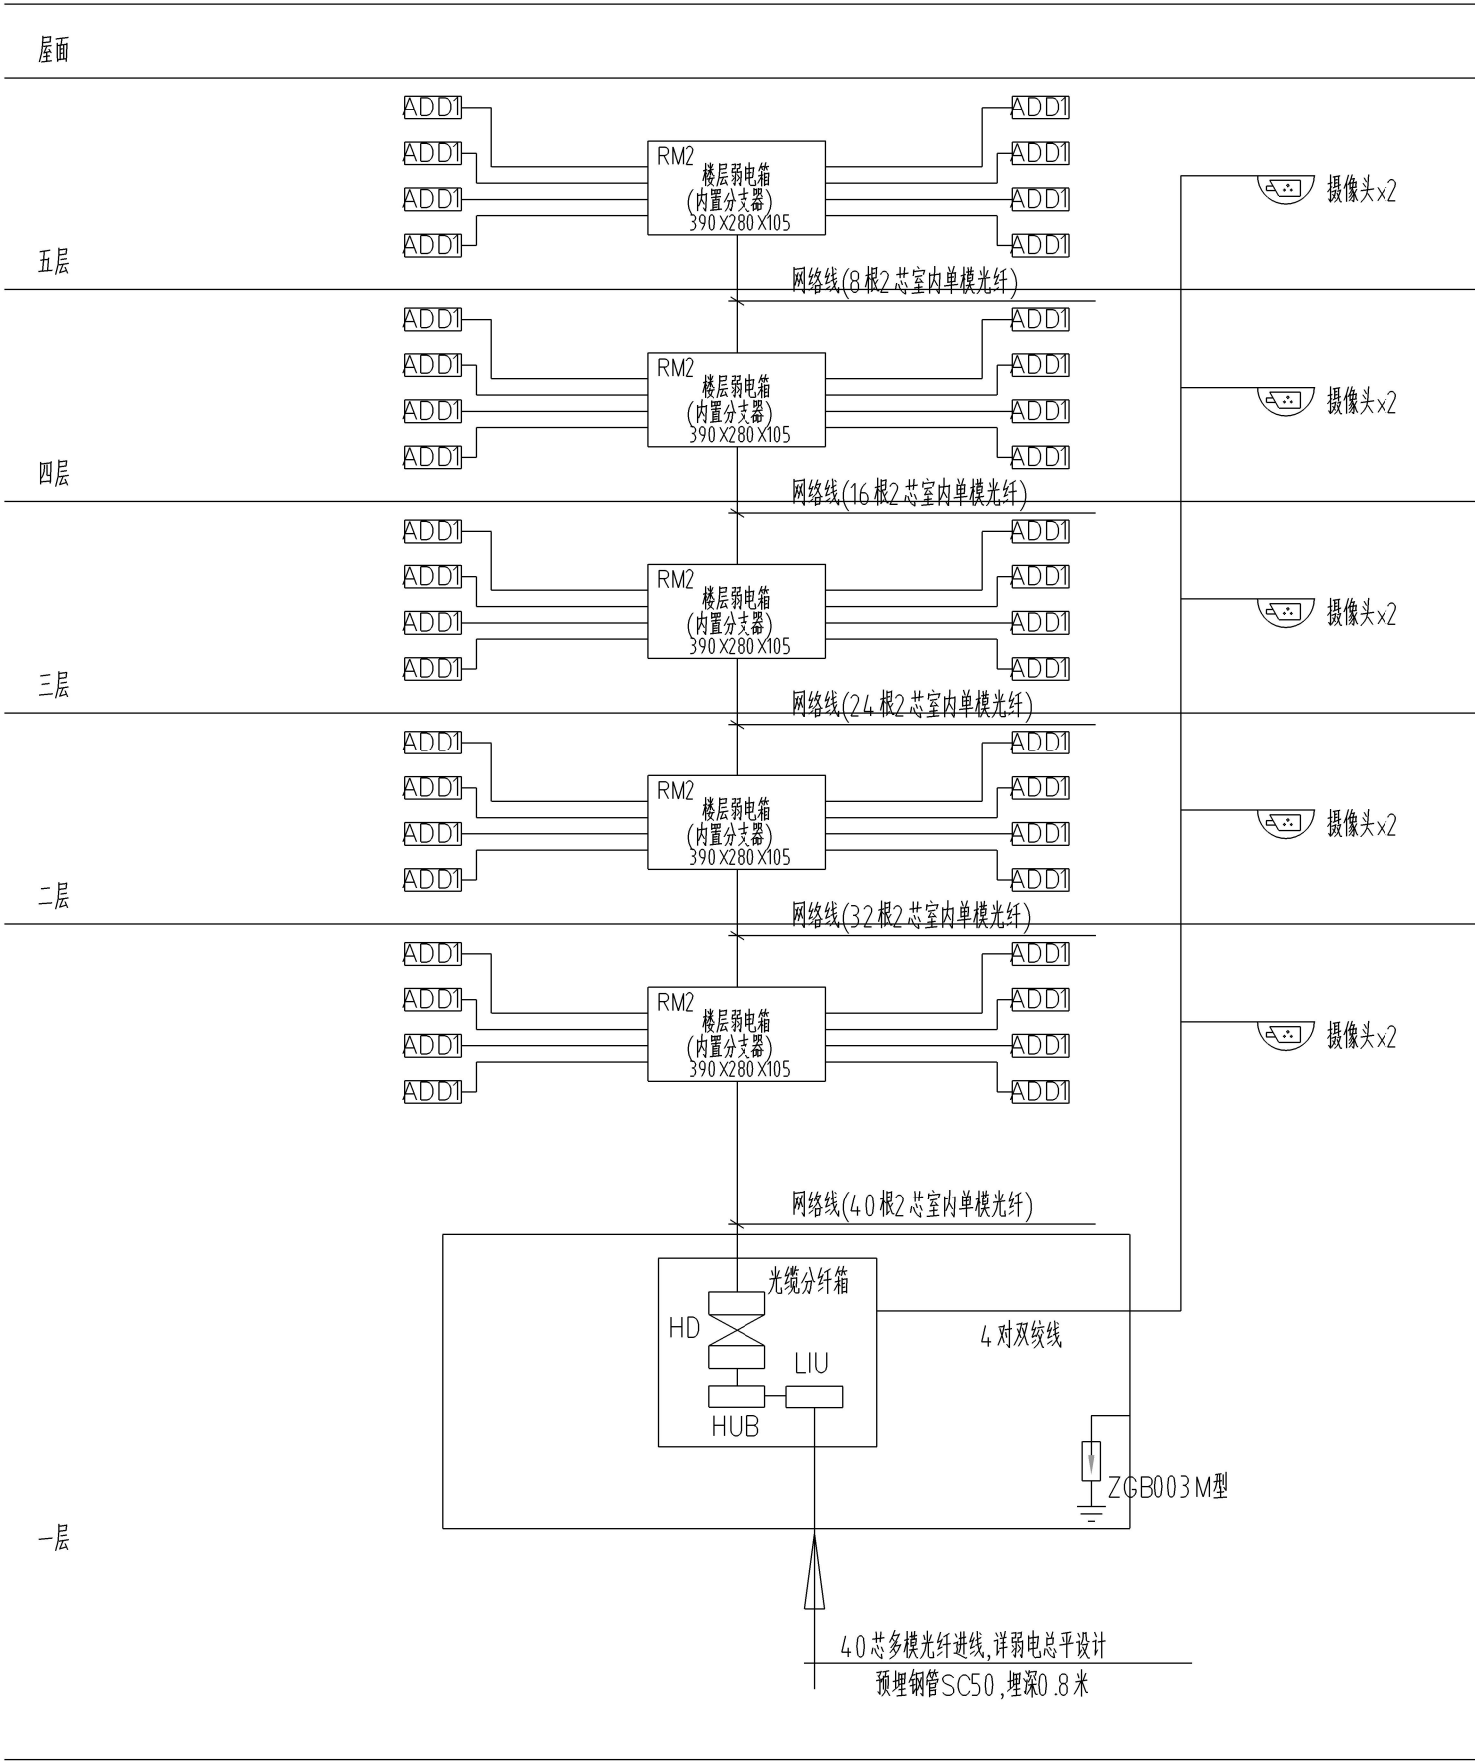 屋面
ADD1
ADD1
ADD1
ADD1
RM2
楼层弱电箱
(内置分支器)
390X280X105
ADD1
ADD1
ADD1
ADD1
摄像头x2
五层
网络线(8根2芯室内单模光纤)
ADD1
ADD1
ADD1
ADD1
RM2
楼层弱电箱
(内置分支器)
390X280X105
ADD1
ADD1
ADD1
ADD1
摄像头x2
四层
网络线(16根2芯室内单模光纤)
ADD1
ADD1
ADD1
ADD1
RM2
楼层弱电箱
(内置分支器)
390X280X105
ADD1
ADD1
ADD1
ADD1
摄像头x2
三层
网络线(24根2芯室内单模光纤)
ADD1
ADD1
ADD1
ADD1
RM2
楼层弱电箱
(内置分支器)
390X280X105
ADD1
ADD1
ADD1
ADD1
摄像头x2
二层
网络线(32根2芯室内单模光纤)
ADD1
ADD1
ADD1
ADD1
RM2
楼层弱电箱
(内置分支器)
390X280X105
ADD1
ADD1
ADD1
ADD1
摄像头x2
网络线(40根2芯室内单模光纤)
光缆分纤箱
HD
LIU
HUB
4对双绞线
ZGB003M型
一层
40芯多模光纤进线,详弱电总平设计
预埋钢管SC50,埋深0.8米